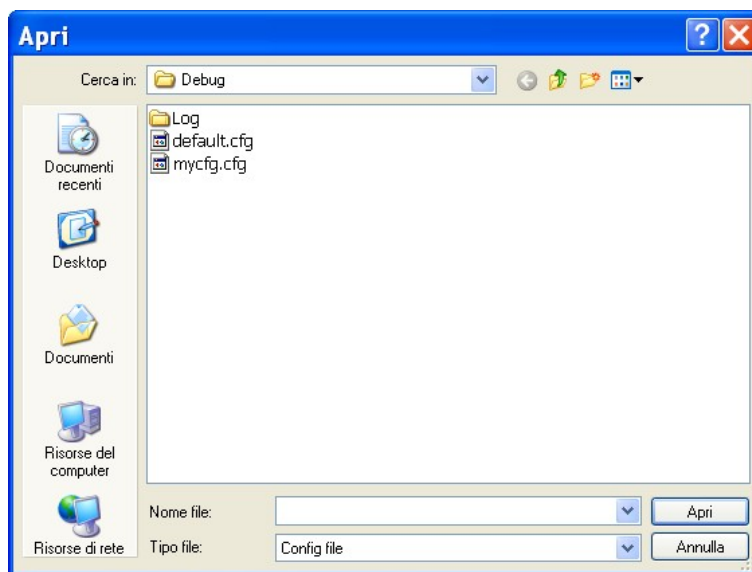 Apri
Cerca in: Debug
Documenti
recenti
Desktop
Documenti
Risorse del
computer
Risorse di rete
Log
default.cfg
mycfg.cfg
Nome file:
Apri
Tipo file: Config file
Annulla